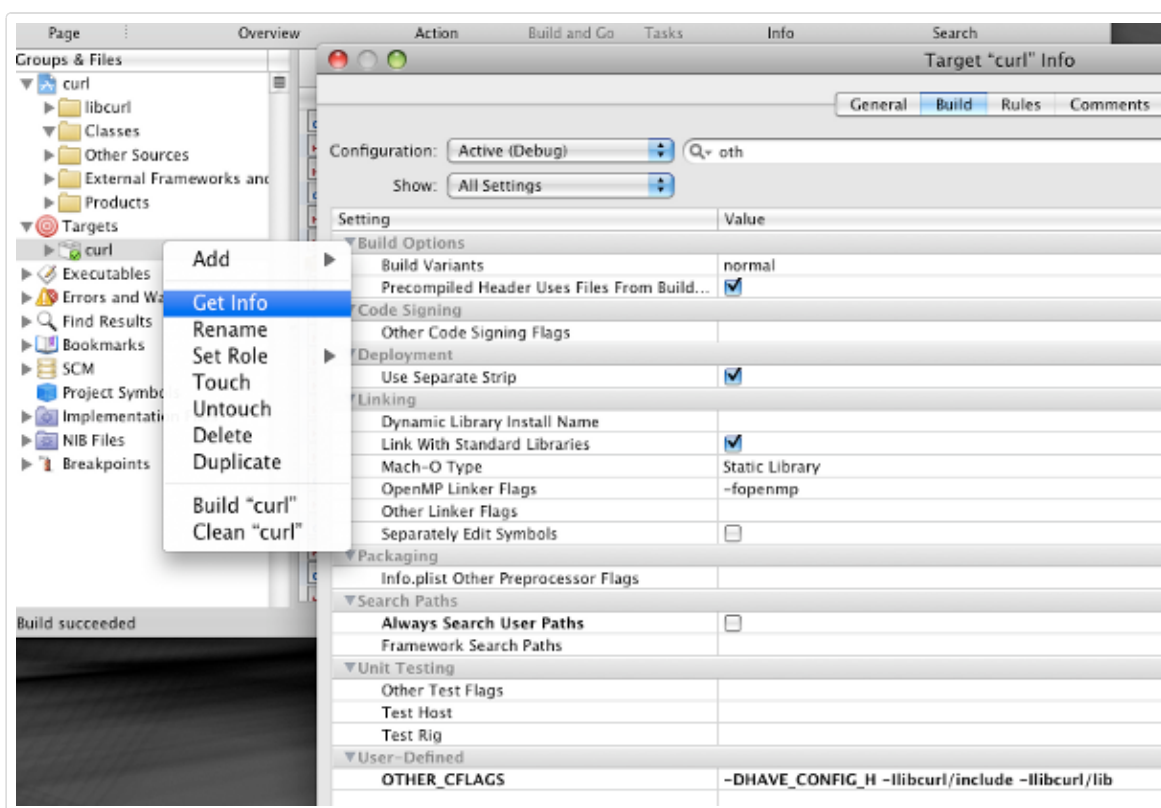 Page Overview Action Build and Go Tasks Info Search
Groups & Files
curl
libcurl
Classes
Other Sources
External Frameworks and
Products
Targets
curl
Executables
Errors and Wa
Find Results
Bookmarks
SCM
Project Symbo
Implementati
NIB Files
Breakpoints
Build succeeded
Add
Get Info
Rename
Set Role
Touch
Untouch
Delete
Duplicate
Build "curl"
Clean "curl"
Target "curl" Info
General Build Rules Comments
Configuration: Active (Debug) oth
Show: All Settings
Setting Value
Build Options
Build Variants normal
Precompiled Header Uses Files From Build...
Code Signing
Other Code Signing Flags
Deployment
Use Separate Strip
Linking
Dynamic Library Install Name
Link With Standard Libraries
Mach-O Type Static Library
OpenMP Linker Flags -fopenmp
Other Linker Flags
Separately Edit Symbols
Packaging
Info.plist Other Preprocessor Flags
Search Paths
Always Search User Paths
Framework Search Paths
Unit Testing
Other Test Flags
Test Host
Test Rig
User-Defined
OTHER_CFLAGS -DHAVE_CONFIG_H -Ilibcurl/include -Ilibcurl/lib